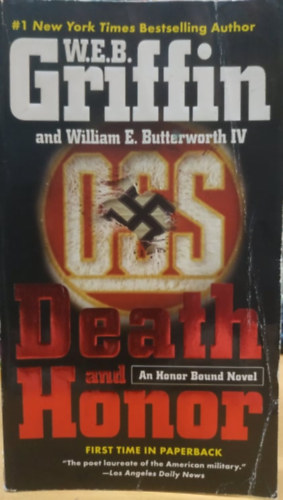 #1 New York Times Bestselling Author
W.E.B.
Griffin
and William E. Butterworth IV
OSS
Death
and
Honor
An Honor Bound Novel
FIRST TIME IN PAPERBACK
"The poet laureate of the American military."
—Los Angeles Daily News